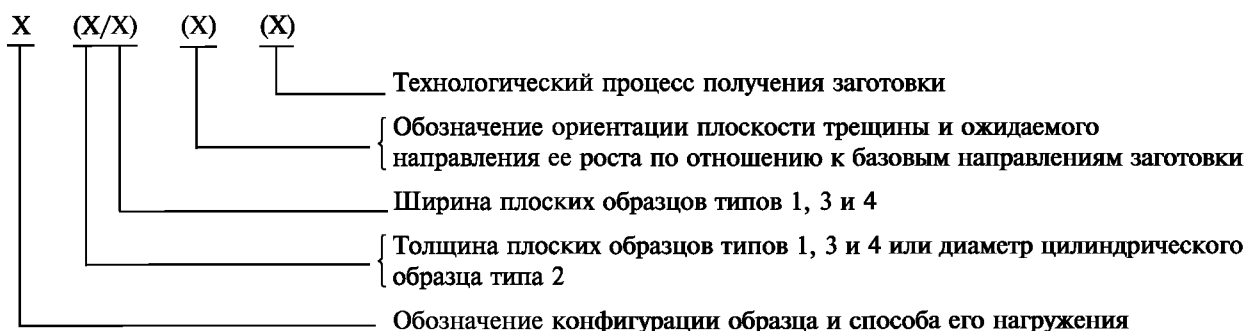 X (X/X) (X) (X)
Технологический процесс получения заготовки
Обозначение ориентации плоскости трещины и ожидаемого
направления ее роста по отношению к базовым направлениям заготовки
Ширина плоских образцов типов 1, 3 и 4
Толщина плоских образцов типов 1, 3 и 4 или диаметр цилиндрического
образца типа 2
Обозначение конфигурации образца и способа его нагружения